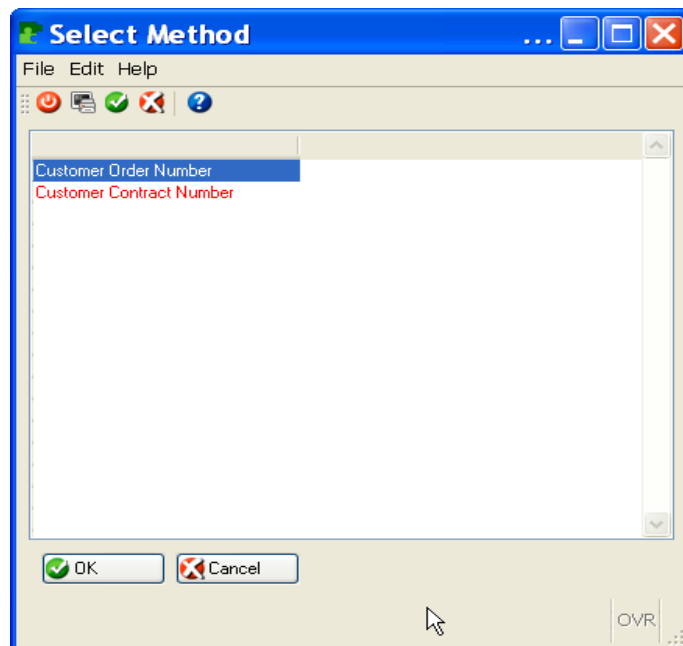 Select Method ...
File Edit Help
Customer Order Number
Customer Contract Number
OK Cancel
OVR